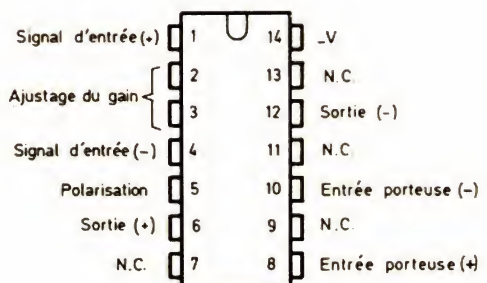 Signal d'entrée (+) 1 14 -V
2 13 N.C.
Ajustage du gain
3 12 Sortie (-)
Signal d'entrée (-) 4 11 N.C.
Polarisation 5 10 Entrée porteuse (-)
Sortie (+) 6 9 N.C.
N.C. 7 8 Entrée porteuse (+)